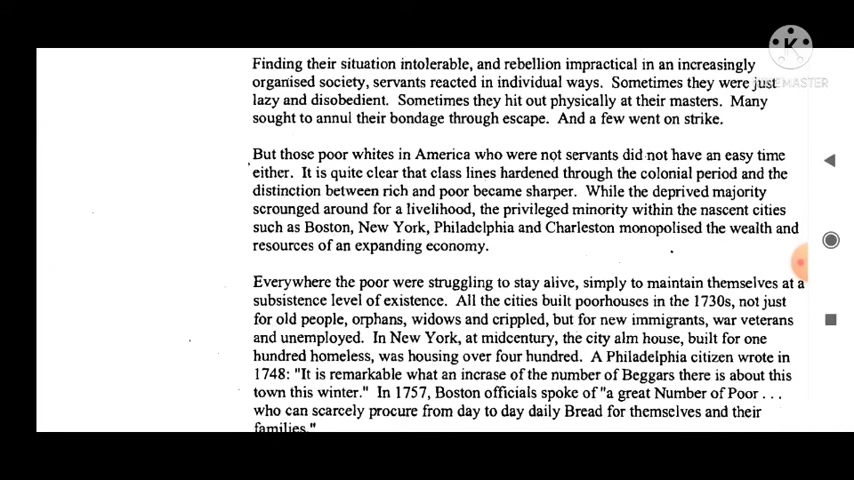 Finding their situation intolerable, and rebellion impractical in an increasingly
organised society, servants reacted in individual ways. Sometimes they were just
lazy and disobedient. Sometimes they hit out physically at their masters. Many
sought to annul their bondage through escape. And a few went on strike.
But those poor whites in America who were not servants did not have an easy time
either. It is quite clear that class lines hardened through the colonial period and the
distinction between rich and poor became sharper. While the deprived majority
scrounged around for a livelihood, the privileged minority within the nascent cities
such as Boston, New York, Philadelphia and Charleston monopolised the wealth and
resources of an expanding economy.
Everywhere the poor were struggling to stay alive, simply to maintain themselves at a
subsistence level of existence. All the cities built poorhouses in the 1730s, not just
for old people, orphans, widows and crippled, but for new immigrants, war veterans
and unemployed. In New York, at midcentury, the city alm house, built for one
hundred homeless, was housing over four hundred. A Philadelphia citizen wrote in
1748: "It is remarkable what an incrase of the number of Beggars there is about this
town this winter." In 1757, Boston officials spoke of "a great Number of Poor . . .
who can scarcely procure from day to day daily Bread for themselves and their
families."